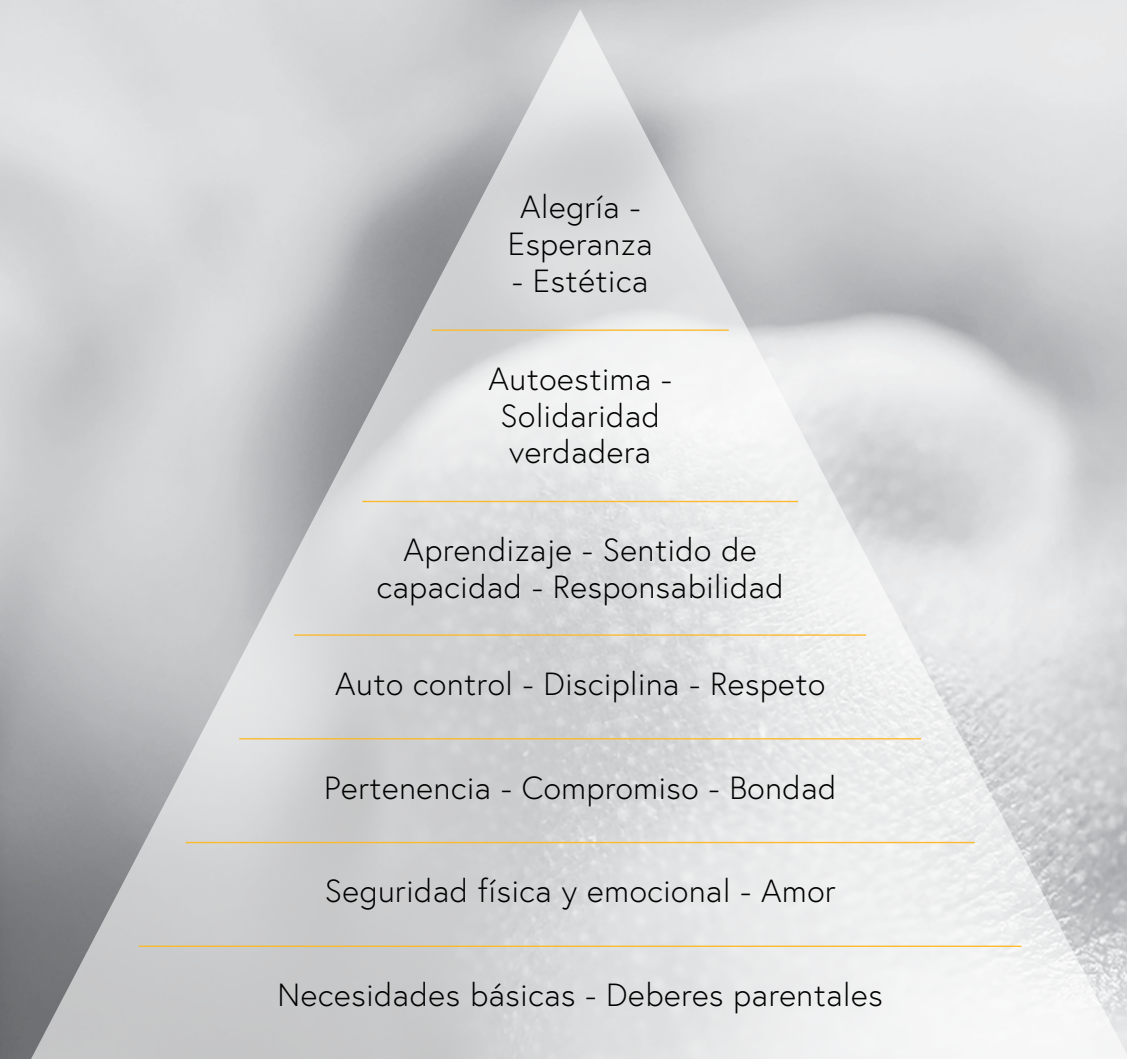 Alegría -
Esperanza
- Estética
Autoestima -
Solidaridad
verdadera
Aprendizaje - Sentido de
capacidad - Responsabilidad
Auto control - Disciplina - Respeto
Pertenencia - Compromiso - Bondad
Seguridad física y emocional - Amor
Necesidades básicas - Deberes parentales